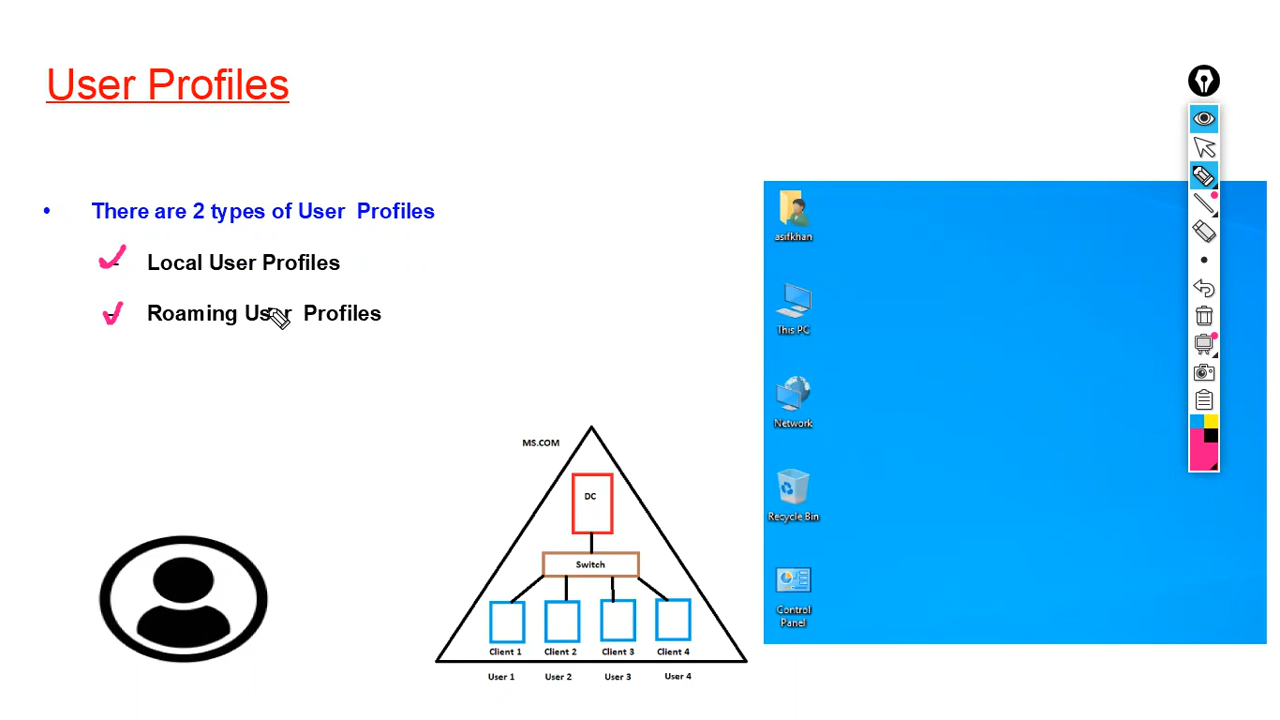 User Profiles
• There are 2 types of User Profiles
- Local User Profiles
- Roaming User Profiles
MS.COM
DC
Switch
Client 1 Client 2 Client 3 Client 4
User 1 User 2 User 3 User 4
asifkhan
This PC
Network
Recycle Bin
Control
Panel